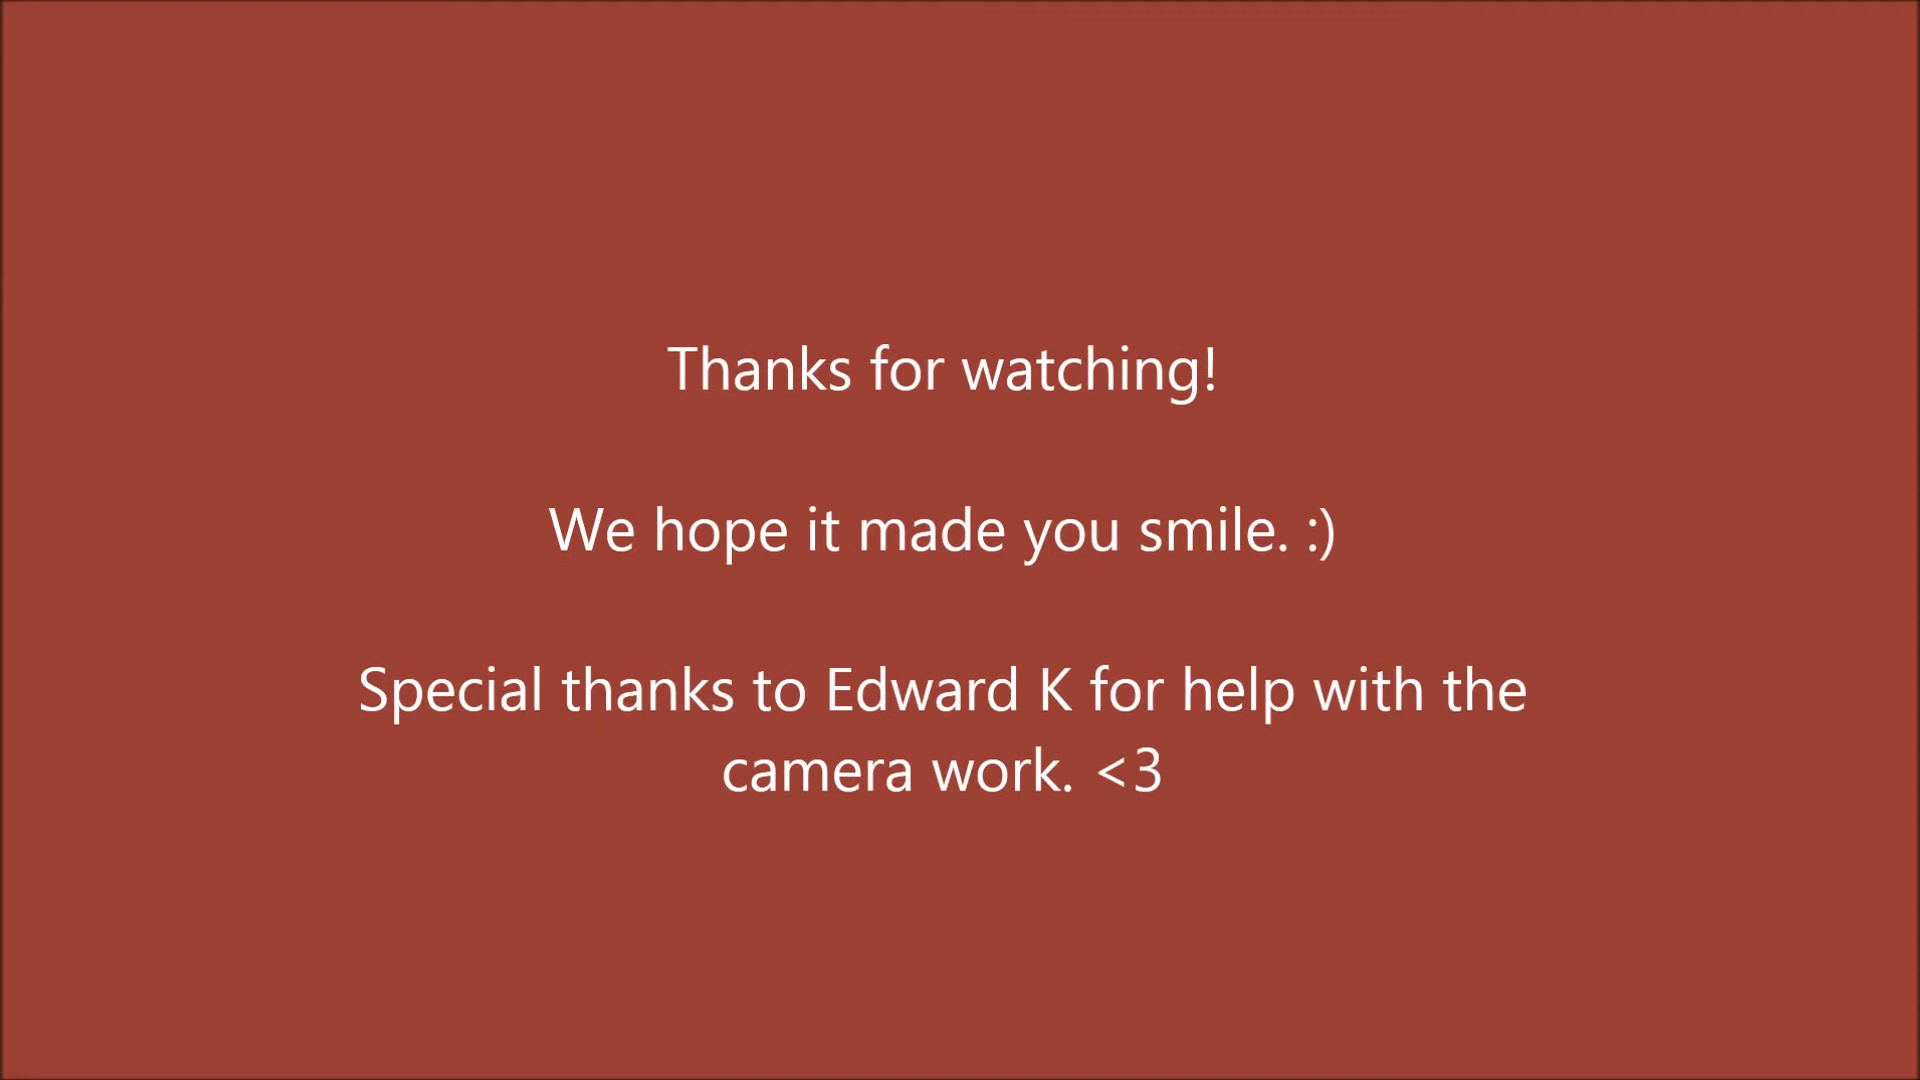 Thanks for watching!
We hope it made you smile. :)
Special thanks to Edward K for help with the
camera work. <3